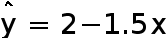 ŷ = 2−1.5x